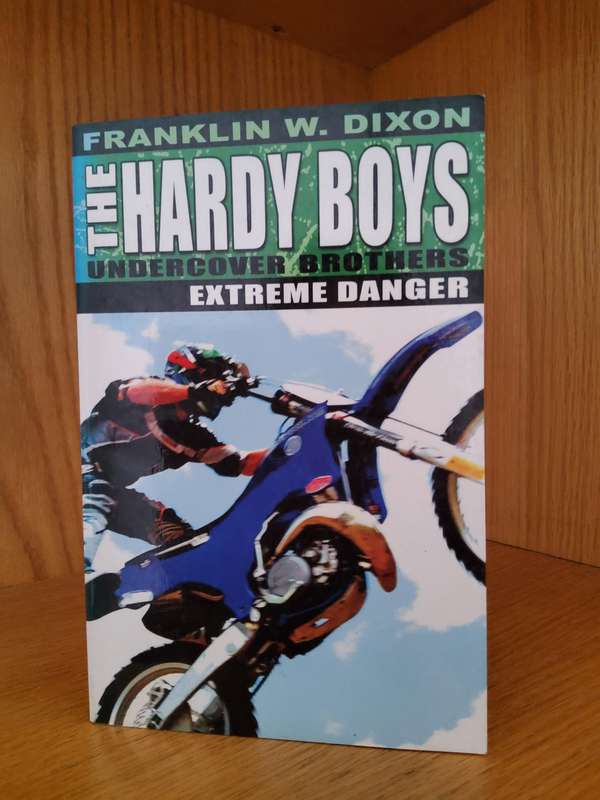 FRANKLIN W. DIXON
THE HARDY BOYS
UNDERCOVER BROTHERS
EXTREME DANGER